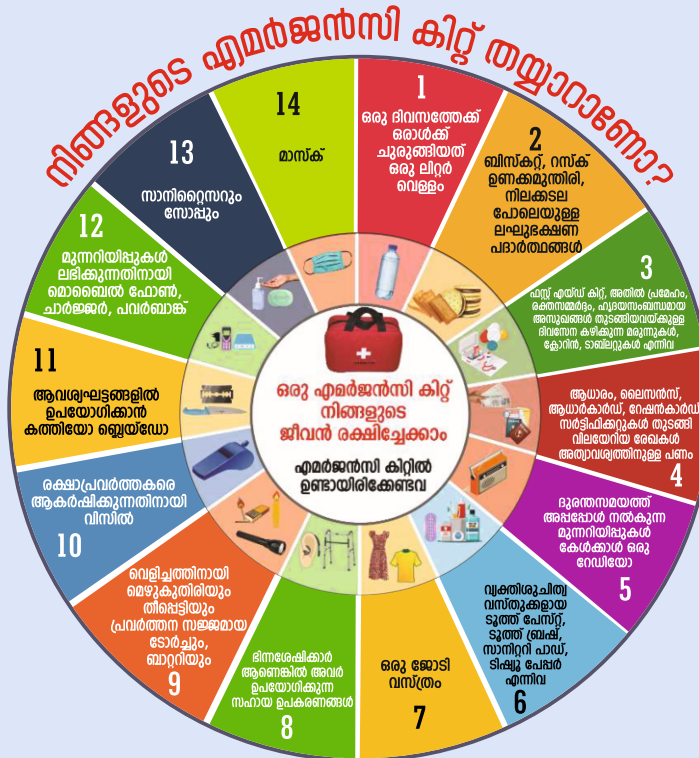 നിങ്ങളുടെ എമർജൻസി കിറ്റ് തയ്യാറാണോ?
1
ഒരു ദിവസത്തേക്ക്
ഒരാൾക്ക്
ചുരുങ്ങിയത്
ഒരു ലിറ്റർ
വെള്ളം
2
ബിസ്കറ്റ്, റസ്ക്
ഉണക്കമുന്തിരി,
നിലക്കടല
പോലെയുള്ള
ലഘുഭക്ഷണ
പദാർത്ഥങ്ങൾ
3
ഫസ്റ്റ് എയ്ഡ് കിറ്റ്, അതിൽ പ്രമേഹം,
രക്തസമ്മർദ്ദം, ഹൃദയസംബന്ധമായ
അസുഖങ്ങൾ തുടങ്ങിയവയ്ക്കുള്ള
ദിവസേന കഴിക്കുന്ന മരുന്നുകൾ,
ക്ലോറിൻ, ടാബ്‌ലറ്റുകൾ എന്നിവ
ആധാരം, ലൈസൻസ്,
ആധാർകാർഡ്, റേഷൻകാർഡ്
സർട്ടിഫിക്കറ്റുകൾ തുടങ്ങി
വിലയേറിയ രേഖകൾ
അത്യാവശ്യത്തിനുള്ള പണം
4
ദുരന്തസമയത്ത്
അപ്പപ്പോൾ നൽകുന്ന
മുന്നറിയിപ്പുകൾ
കേൾക്കാൾ ഒരു
റേഡിയോ
5
വ്യക്തിശുചിത്വ
വസ്തുക്കളായ
ടൂത്ത് പേസ്റ്റ്,
ടൂത്ത് ബ്രഷ്,
സാനിറ്ററി പാഡ്,
ടിഷ്യൂ പേപ്പർ
എന്നിവ
6
ഒരു ജോടി
വസ്ത്രം
7
ഭിന്നശേഷിക്കാർ
ആണെങ്കിൽ അവർ
ഉപയോഗിക്കുന്ന
സഹായ ഉപകരണങ്ങൾ
8
വെളിച്ചത്തിനായി
മെഴുകുതിരിയും
തീപ്പെട്ടിയും
പ്രവർത്തന സജ്ജമായ
ടോർച്ചും,
ബാറ്ററിയും
9
രക്ഷാപ്രവർത്തകരെ
ആകർഷിക്കുന്നതിനായി
വിസിൽ
10
11
ആവശ്യഘട്ടങ്ങളിൽ
ഉപയോഗിക്കാൻ
കത്തിയോ ബ്ലെയ്ഡോ
12
മുന്നറിയിപ്പുകൾ
ലഭിക്കുന്നതിനായി
മൊബൈൽ ഫോൺ,
ചാർജ്ജർ, പവർബാങ്ക്
13
സാനിറ്റൈസറും
സോപ്പും
14
മാസ്ക്
ഒരു എമർജൻസി കിറ്റ്
നിങ്ങളുടെ
ജീവൻ രക്ഷിച്ചേക്കാം
എമർജൻസി കിറ്റിൽ
ഉണ്ടായിരിക്കേണ്ടവ